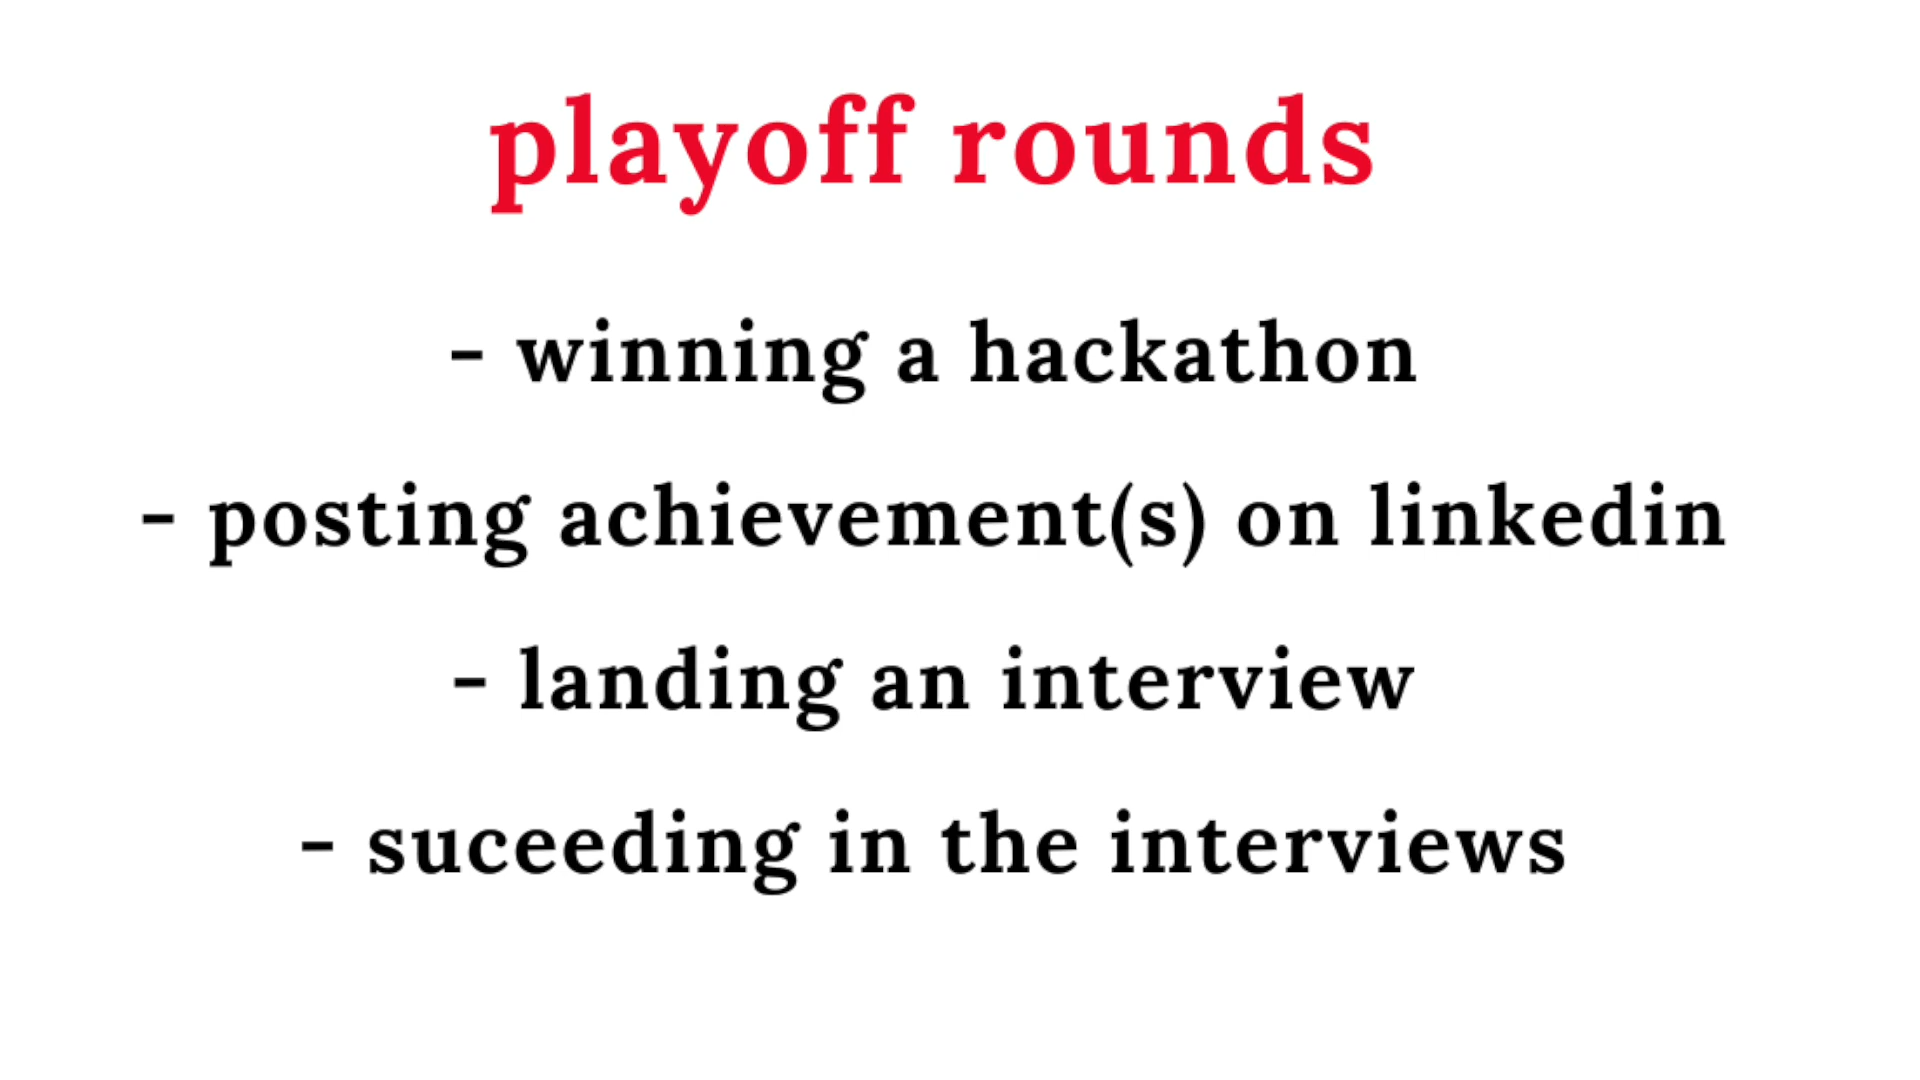 playoff rounds
- winning a hackathon
- posting achievement(s) on linkedin
- landing an interview
- suceeding in the interviews